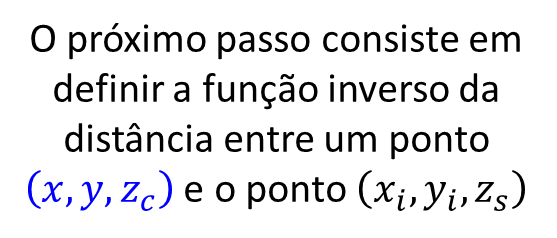 O próximo passo consiste em
definir a função inverso da
distância entre um ponto
(x, y, z_c) e o ponto (x_i, y_i, z_s)